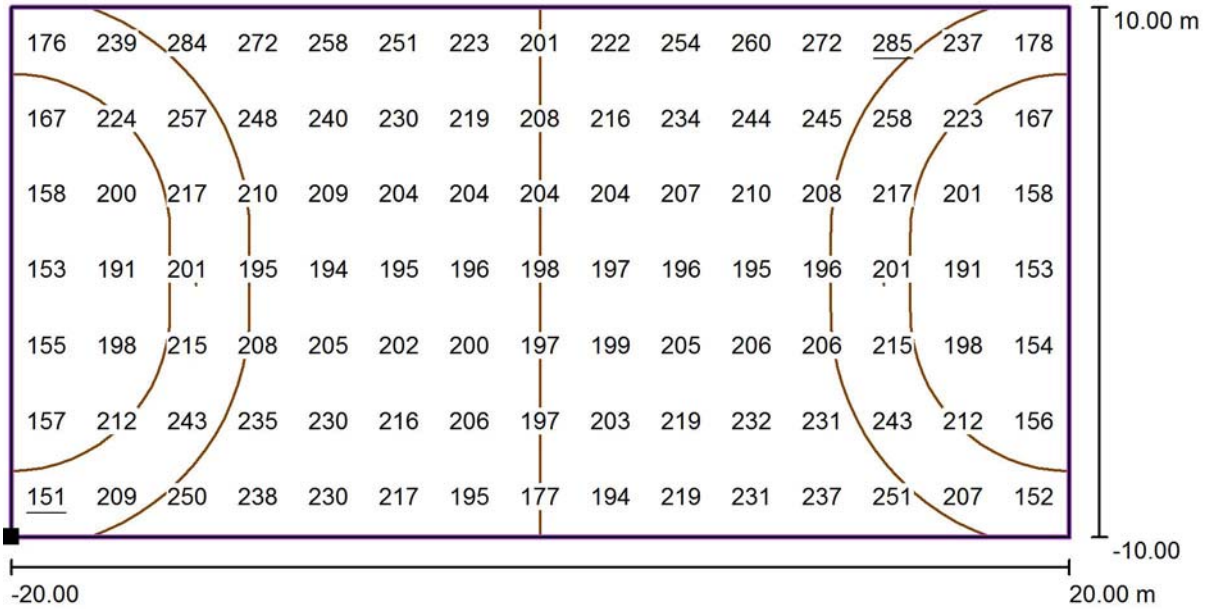 10.00 m
176 239 284 272 258 251 223 201 222 254 260 272 285 237 178
167 224 257 248 240 230 219 208 216 234 244 245 258 223 167
158 200 217 210 209 204 204 204 204 207 210 208 217 201 158
153 191 201 195 194 195 196 198 197 196 195 196 201 191 153
155 198 215 208 205 202 200 197 199 205 206 206 215 198 154
157 212 243 235 230 216 206 197 203 219 232 231 243 212 156
151 209 250 238 230 217 195 177 194 219 231 237 251 207 152
-10.00
-20.00 20.00 m